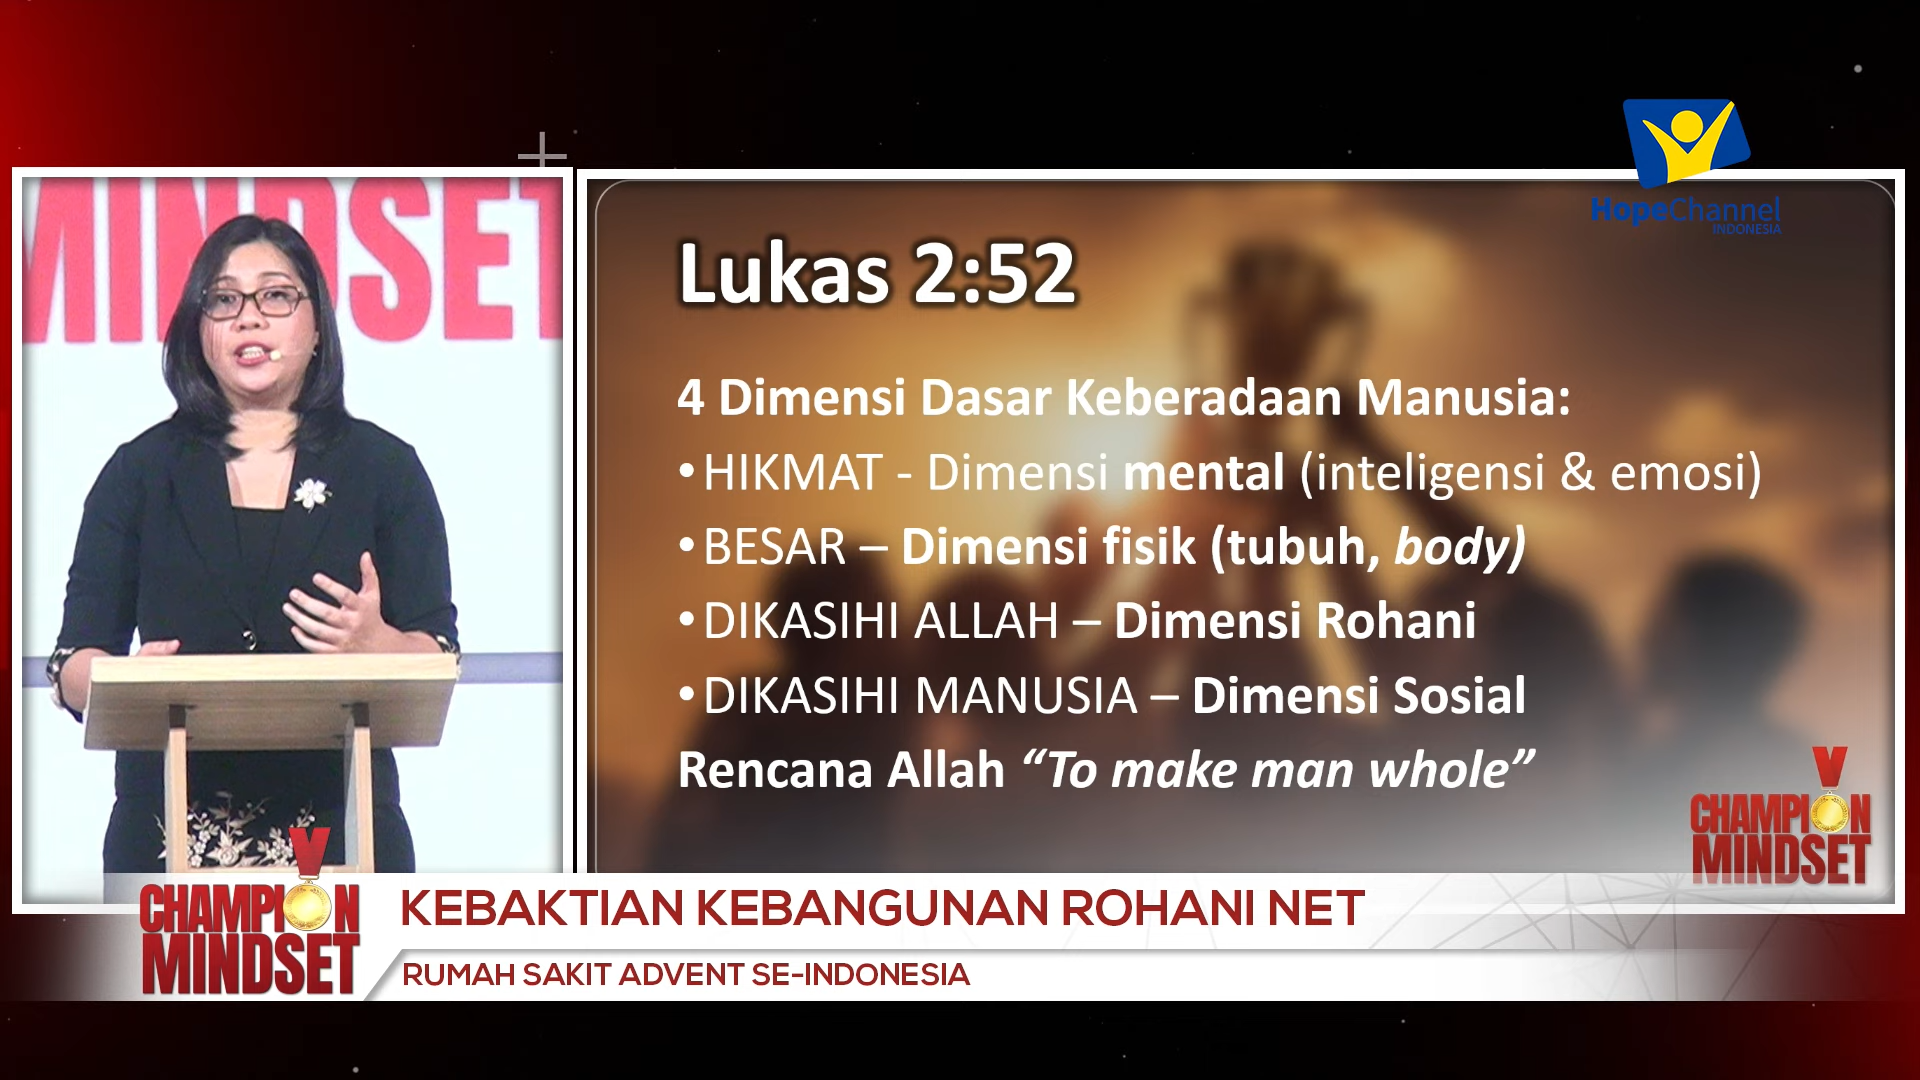 MINDSET
HopeChannel
INDONESIA
Lukas 2:52
4 Dimensi Dasar Keberadaan Manusia:
•HIKMAT - Dimensi mental (inteligensi & emosi)
•BESAR – Dimensi fisik (tubuh, body)
•DIKASIHI ALLAH – Dimensi Rohani
•DIKASIHI MANUSIA – Dimensi Sosial
Rencana Allah “To make man whole”
CHAMPION
MINDSET
CHAMPION
MINDSET
KEBAKTIAN KEBANGUNAN ROHANI NET
RUMAH SAKIT ADVENT SE-INDONESIA